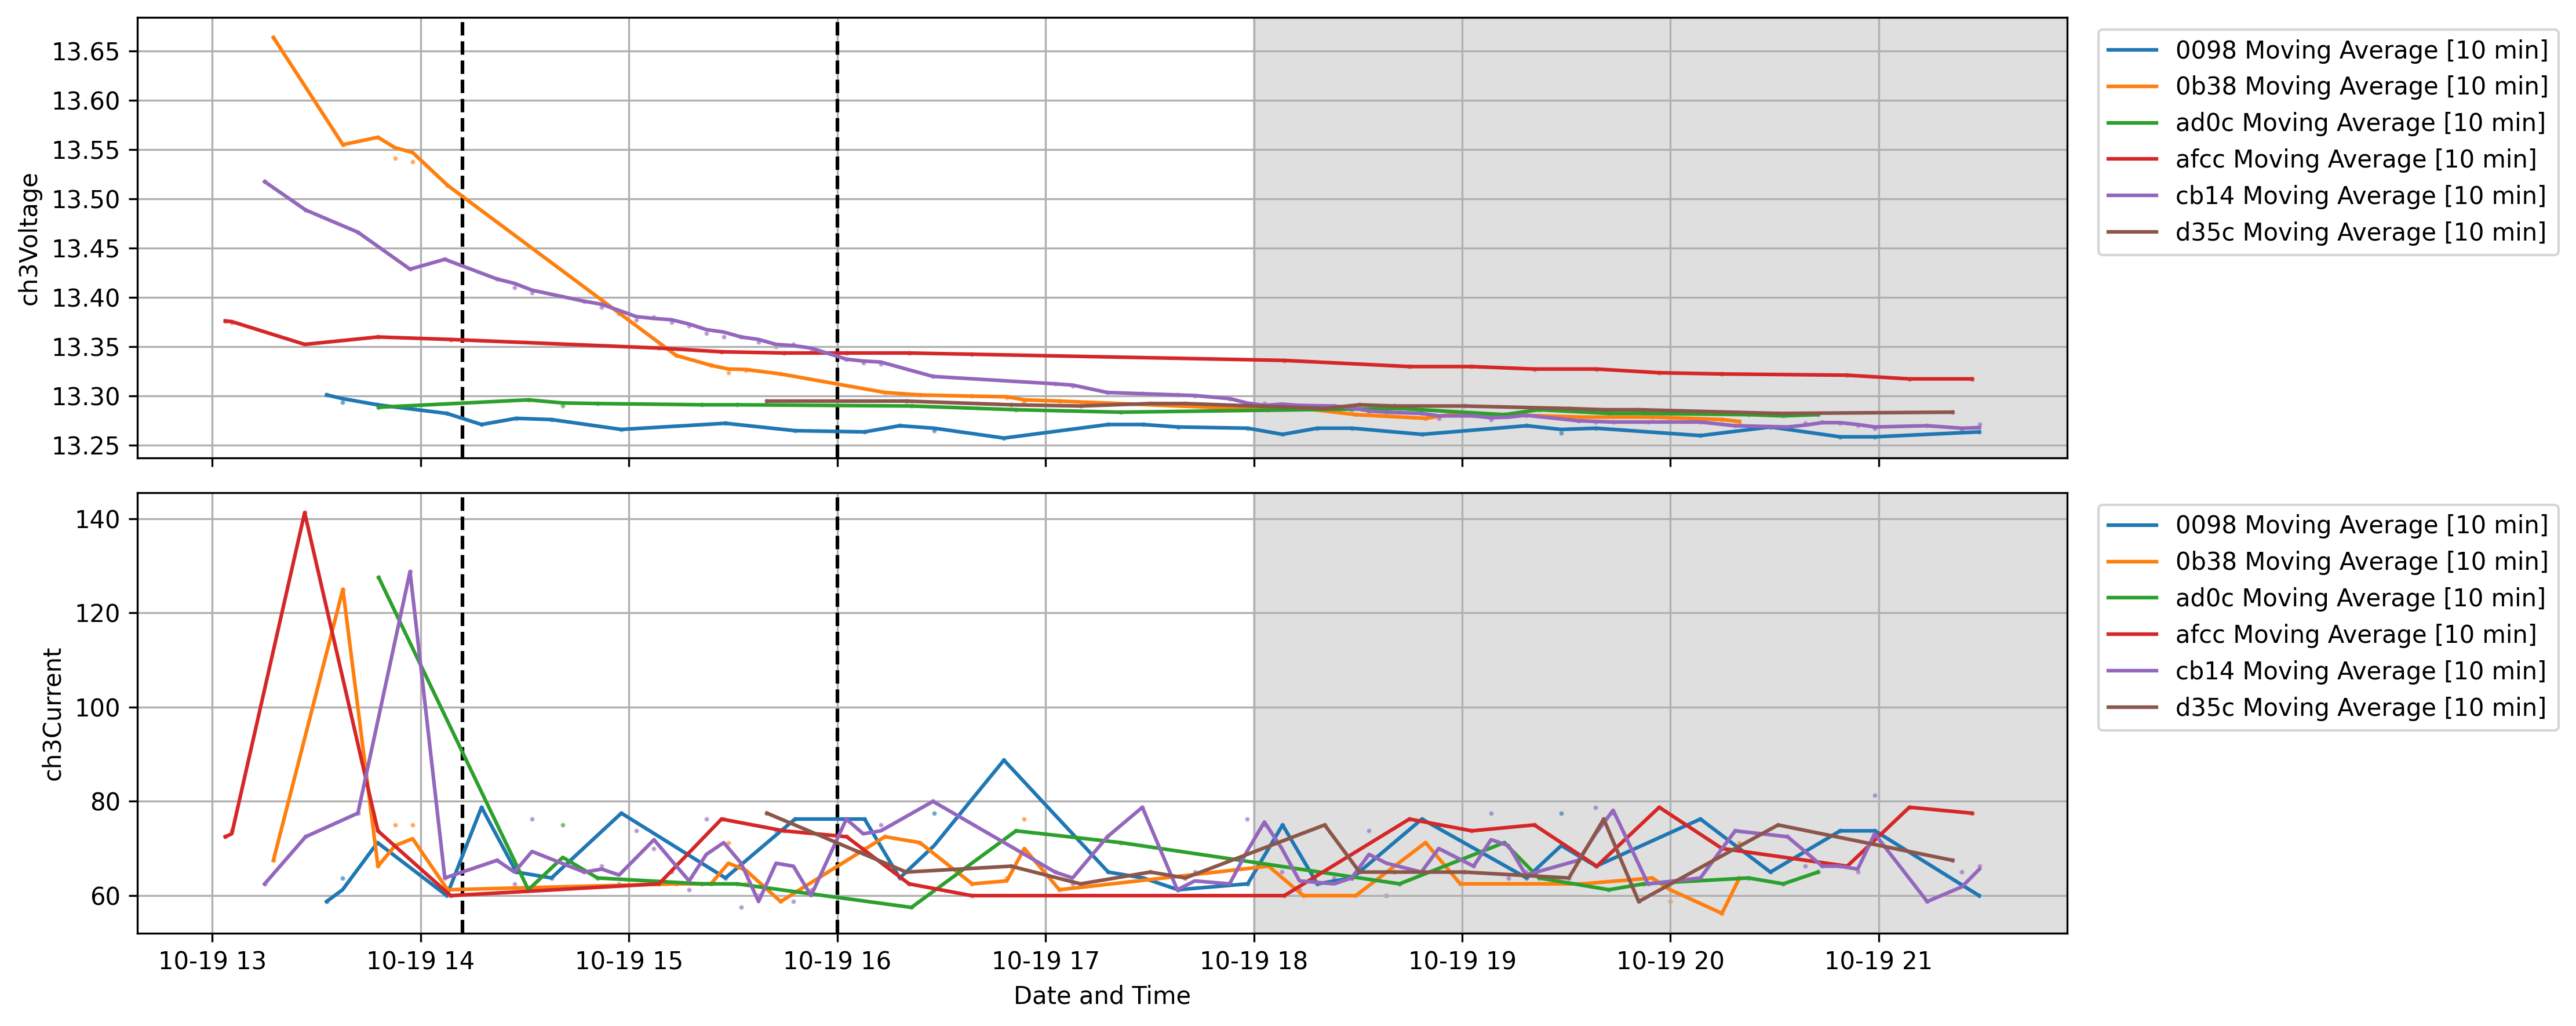 ch3Voltage
13.65
13.60
13.55
13.50
13.45
13.40
13.35
13.30
13.25
0098 Moving Average [10 min]
0b38 Moving Average [10 min]
ad0c Moving Average [10 min]
afcc Moving Average [10 min]
cb14 Moving Average [10 min]
d35c Moving Average [10 min]
ch3Current
140
120
100
80
60
0098 Moving Average [10 min]
0b38 Moving Average [10 min]
ad0c Moving Average [10 min]
afcc Moving Average [10 min]
cb14 Moving Average [10 min]
d35c Moving Average [10 min]
10-19 13 10-19 14 10-19 15 10-19 16 10-19 17 10-19 18 10-19 19 10-19 20 10-19 21
Date and Time